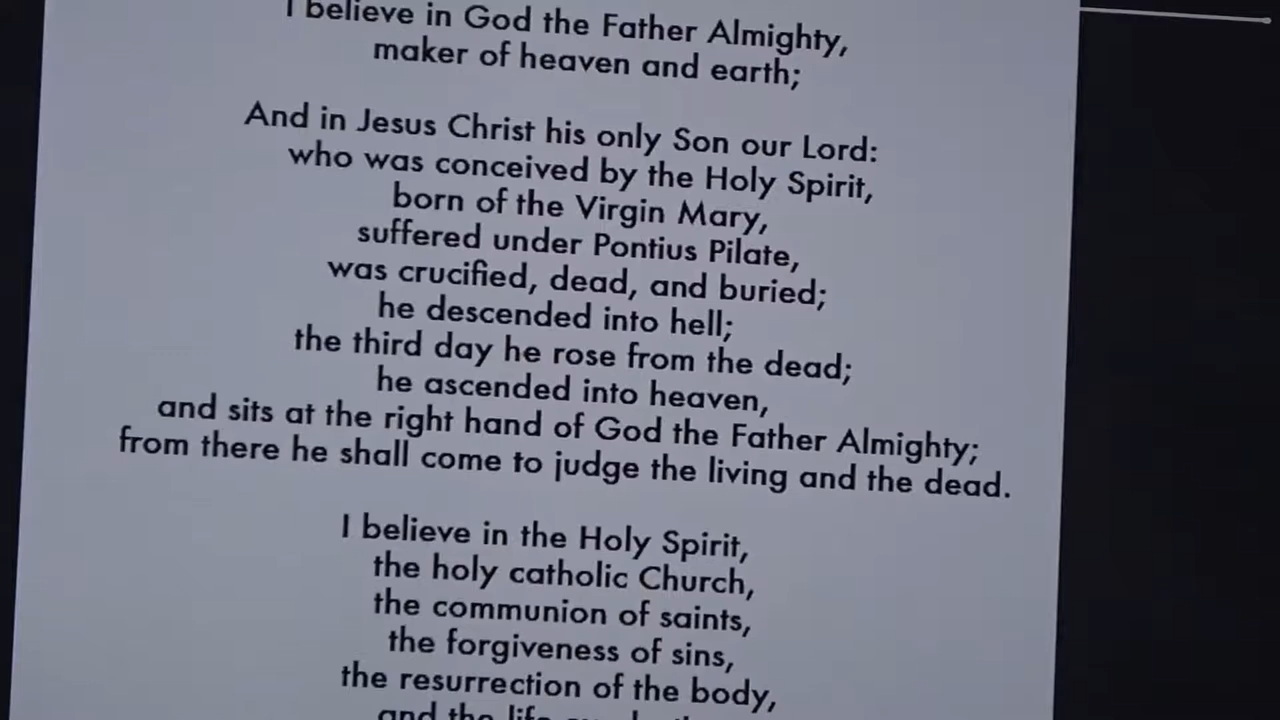 I believe in God the Father Almighty,
maker of heaven and earth;
And in Jesus Christ his only Son our Lord:
who was conceived by the Holy Spirit,
born of the Virgin Mary,
suffered under Pontius Pilate,
was crucified, dead, and buried;
he descended into hell;
the third day he rose from the dead;
he ascended into heaven,
and sits at the right hand of God the Father Almighty;
from there he shall come to judge the living and the dead.
I believe in the Holy Spirit,
the holy catholic Church,
the communion of saints,
the forgiveness of sins,
the resurrection of the body,
and the life